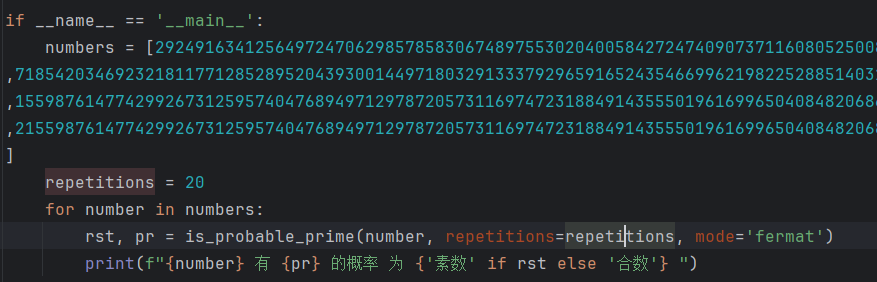 if __name__ == '__main__':
    numbers = [292491634125649724706298578583067489755302040058427247409073711608052500
,7185420346923218117712852895204393001449718032913337929659165243546699621982252885140
,1559876147742992673125957404768949712978720573116974723188491435550196169965040848206
,2155987614774299267312595740476894971297872057311697472318849143555019616996504084820
]
    repetitions = 20
    for number in numbers:
        rst, pr = is_probable_prime(number, repetitions=repetitions, mode='fermat')
        print(f"{number} 有 {pr} 的概率 为 {'素数' if rst else '合数'} ")